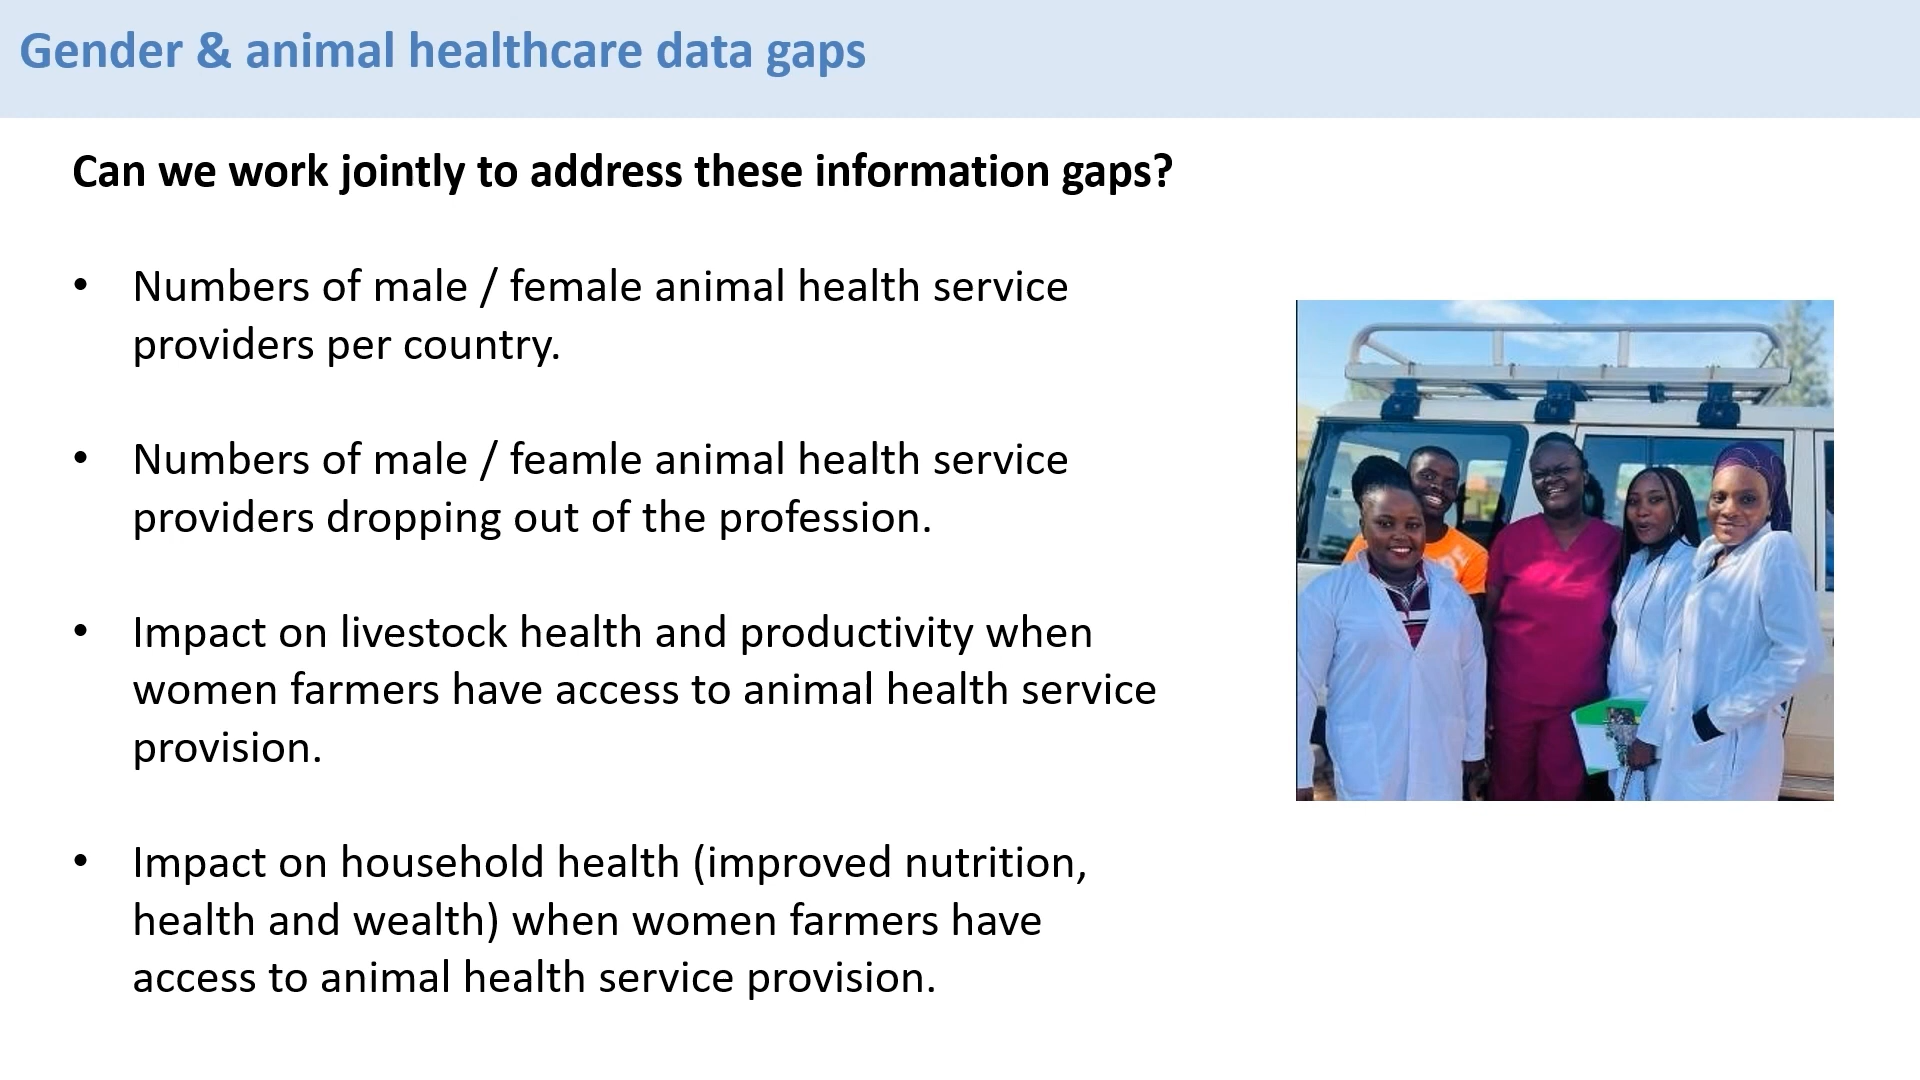 Gender & animal healthcare data gaps
Can we work jointly to address these information gaps?
• Numbers of male / female animal health service
providers per country.
• Numbers of male / feamle animal health service
providers dropping out of the profession.
• Impact on livestock health and productivity when
women farmers have access to animal health service
provision.
• Impact on household health (improved nutrition,
health and wealth) when women farmers have
access to animal health service provision.